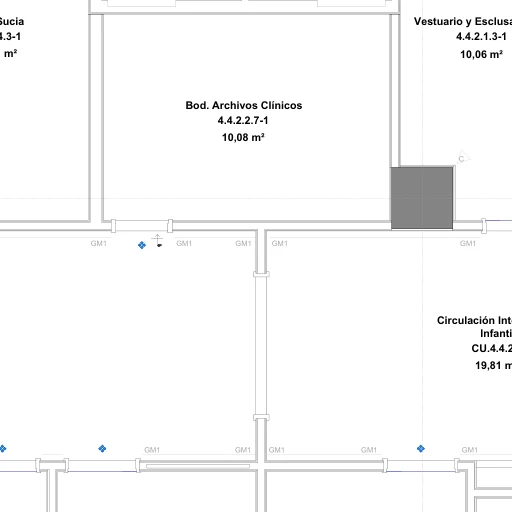 Sucia
4.3-1
m²
Bod. Archivos Clínicos
4.4.2.2.7-1
10,08 m²
Vestuario y Esclusa
4.4.2.1.3-1
10,06 m²
C
GM1 GM1 GM1 GM1 GM1
Circulación Int
Infanti
CU.4.4.2
19,81 m
GM1 GM1 GM1 GM1 GM1